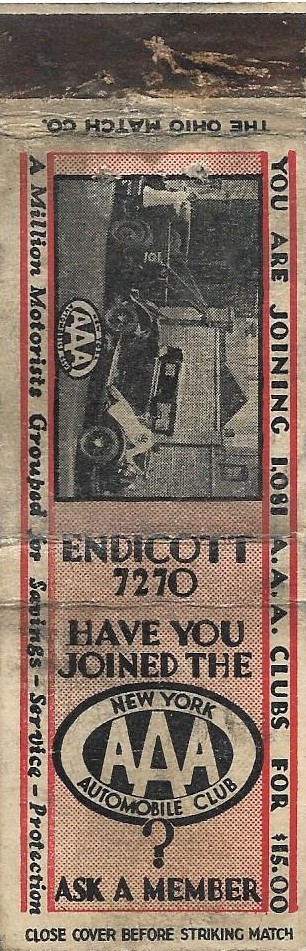 THE OHIO MATCH CO.
YOU ARE JOINING 1,081 A.A.A. CLUBS FOR $15.00
A Million Motorists Grouped for Savings – Service – Protection
101
AAA
ENDICOTT
7270
HAVE YOU
JOINED THE
NEW YORK
AAA
AUTOMOBILE CLUB
?
ASK A MEMBER
CLOSE COVER BEFORE STRIKING MATCH